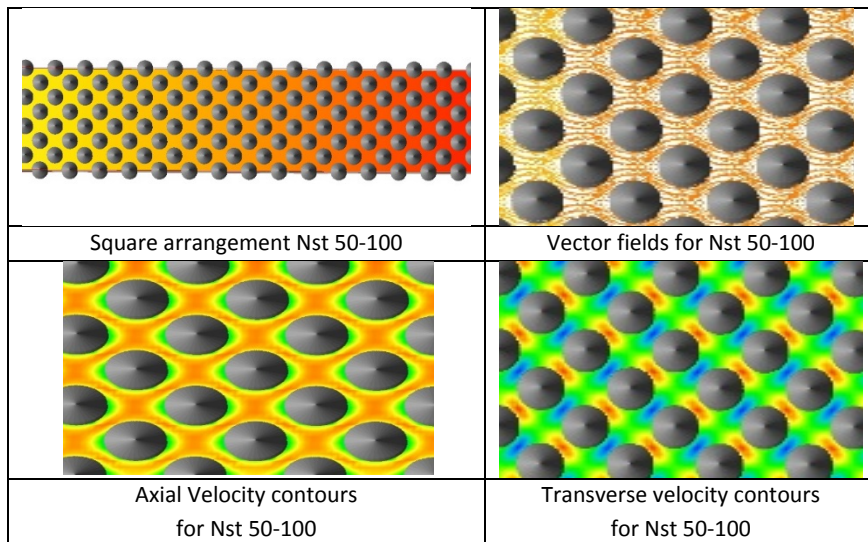 Square arrangement Nst 50-100
Vector fields for Nst 50-100
Axial Velocity contours
for Nst 50-100
Transverse velocity contours
for Nst 50-100